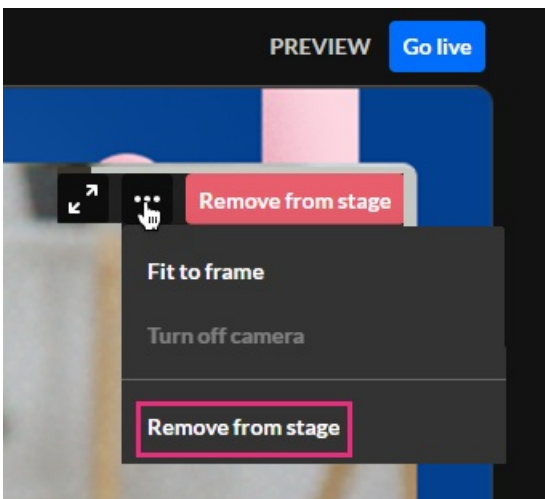 PREVIEW Go live
Remove from stage
Fit to frame
Turn off camera
Remove from stage